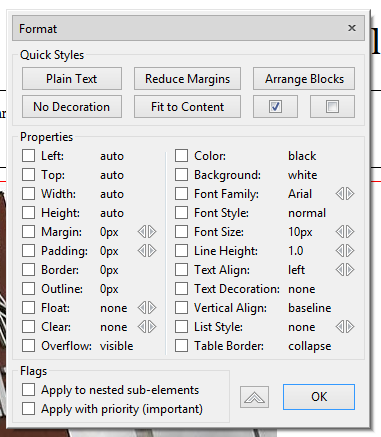 Format
Quick Styles
Plain Text Reduce Margins Arrange Blocks
No Decoration Fit to Content
Properties
Left: auto Color: black
Top: auto Background: white
Width: auto Font Family: Arial
Height: auto Font Style: normal
Margin: 0px Font Size: 10px
Padding: 0px Line Height: 1.0
Border: 0px Text Align: left
Outline: 0px Text Decoration: none
Float: none Vertical Align: baseline
Clear: none List Style: none
Overflow: visible Table Border: collapse
Flags
Apply to nested sub-elements
Apply with priority (important)
OK